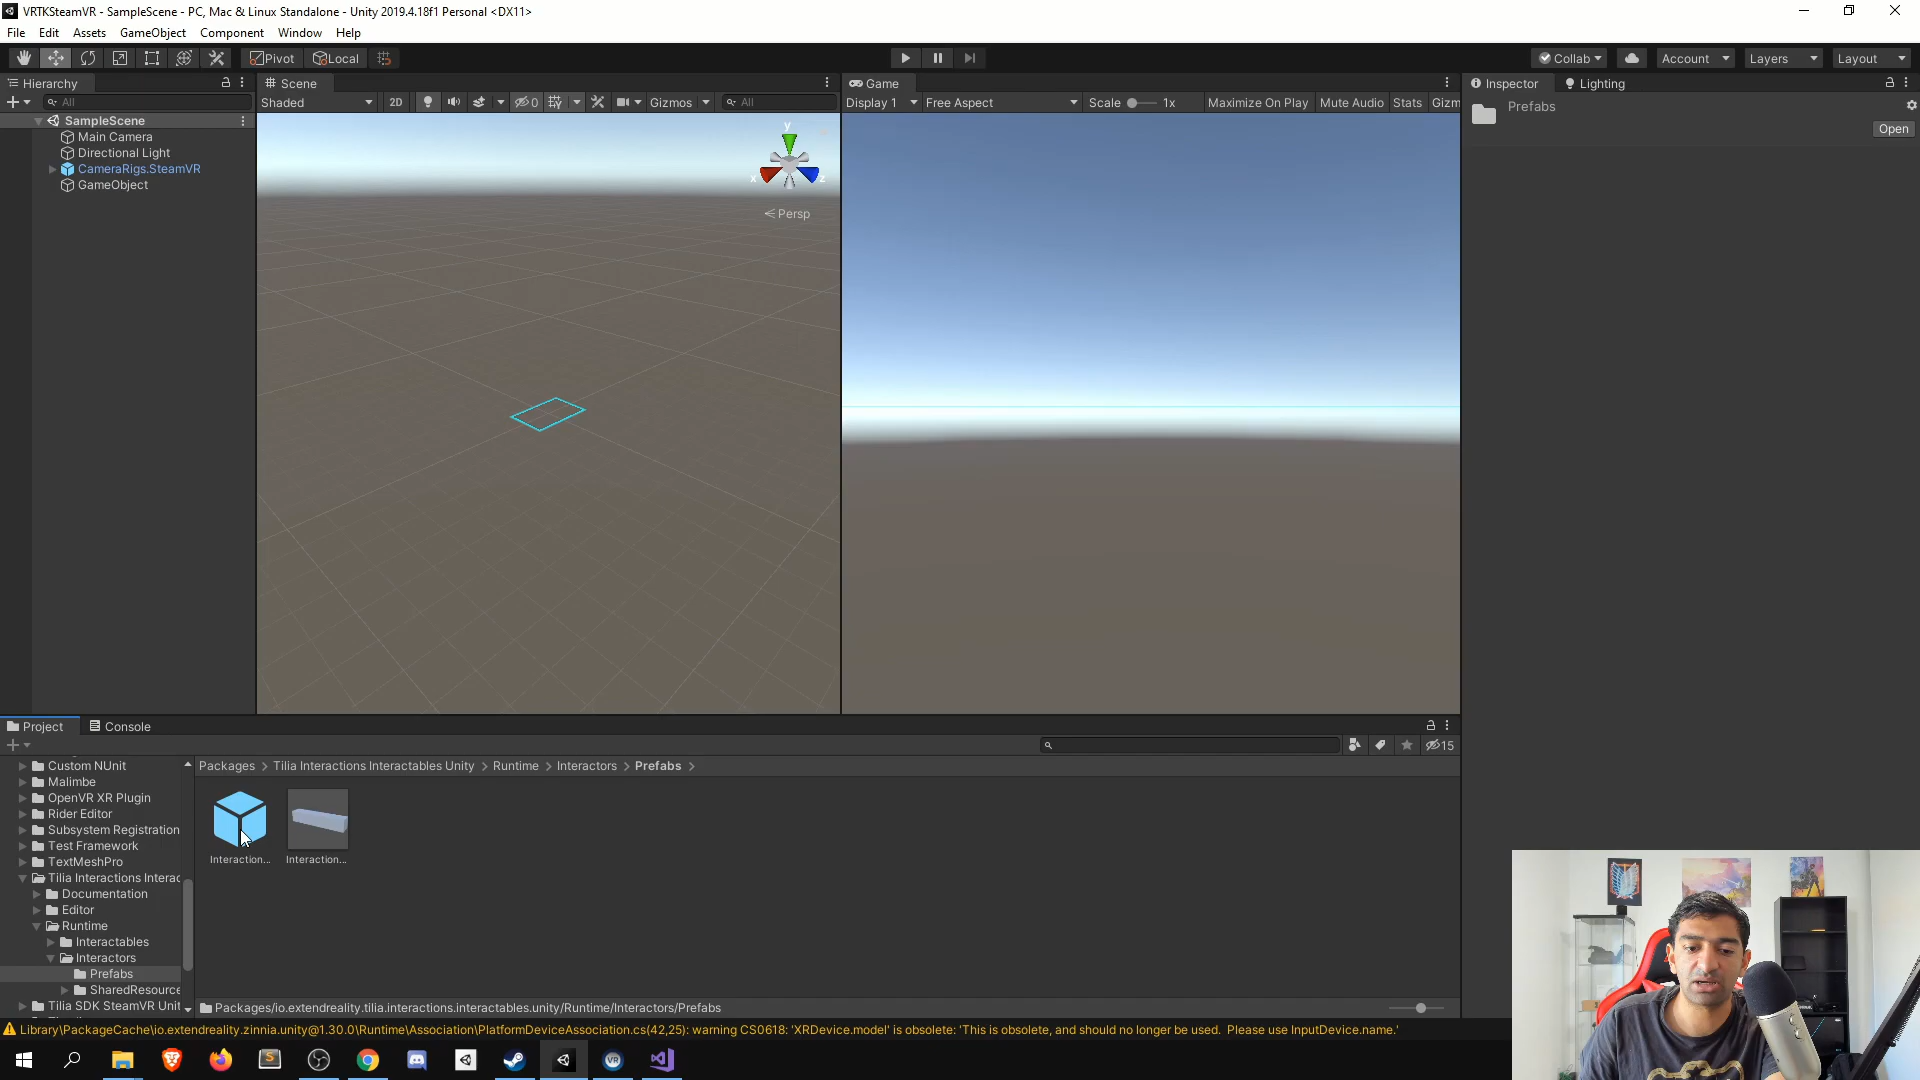 VRTKSteamVR - SampleScene - PC, Mac & Linux Standalone - Unity 2019.4.18f1 Personal <DX11>
File Edit Assets GameObject Component Window Help
Pivot Local Collab Account Layers Layout
Hierarchy
All
SampleScene
Main Camera
Directional Light
CameraRigs.SteamVR
GameObject
Scene
Shaded 2D 0 Gizmos All
y
x z
Persp
Game
Display 1 Free Aspect Scale 1x Maximize On Play Mute Audio Stats Gizm
Inspector Lighting
Prefabs
Open
Project Console
15
Custom NUnit
Malimbe
OpenVR XR Plugin
Rider Editor
Subsystem Registration
Test Framework
TextMeshPro
Tilia Interactions Interac
Documentation
Editor
Runtime
Interactables
Interactors
Prefabs
SharedResource
Tilia SDK SteamVR Unit
Packages > Tilia Interactions Interactables Unity > Runtime > Interactors > Prefabs >
Interaction... Interaction...
Packages/io.extendreality.tilia.interactions.interactables.unity/Runtime/Interactors/Prefabs
Library\PackageCache\io.extendreality.zinnia.unity@1.30.0\Runtime\Association\PlatformDeviceAssociation.cs(42,25): warning CS0618: 'XRDevice.model' is obsolete: 'This is obsolete, and should no longer be used. Please use InputDevice.name.'
S
VR